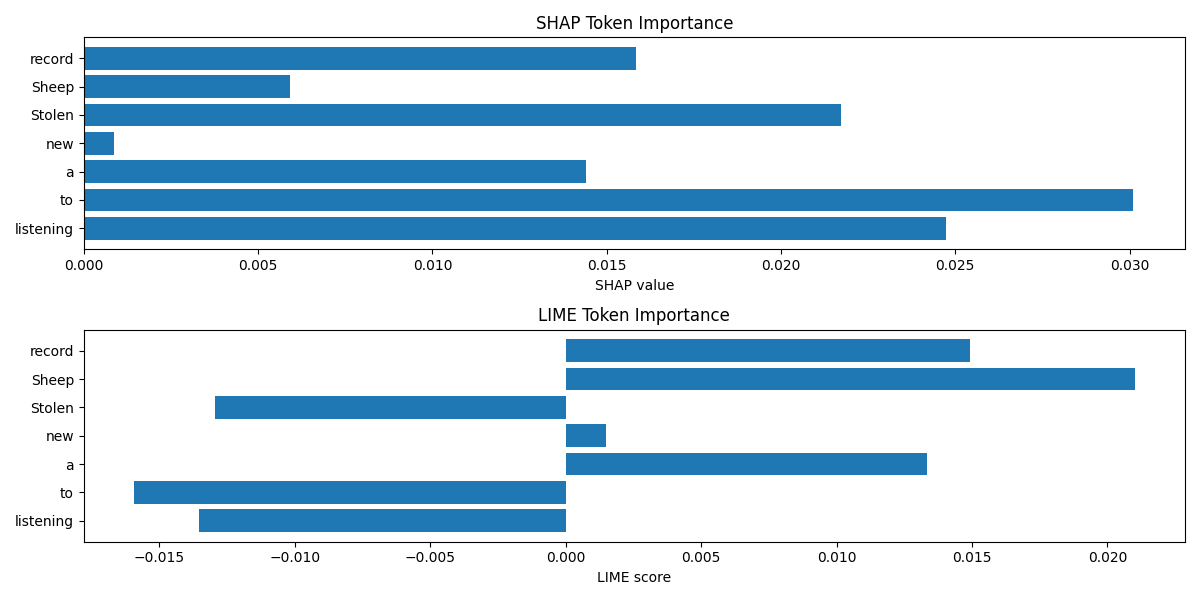 SHAP Token Importance
record
Sheep
Stolen
new
a
to
listening
0.000 0.005 0.010 0.015 0.020 0.025 0.030
SHAP value
LIME Token Importance
record
Sheep
Stolen
new
a
to
listening
−0.015 −0.010 −0.005 0.000 0.005 0.010 0.015 0.020
LIME score